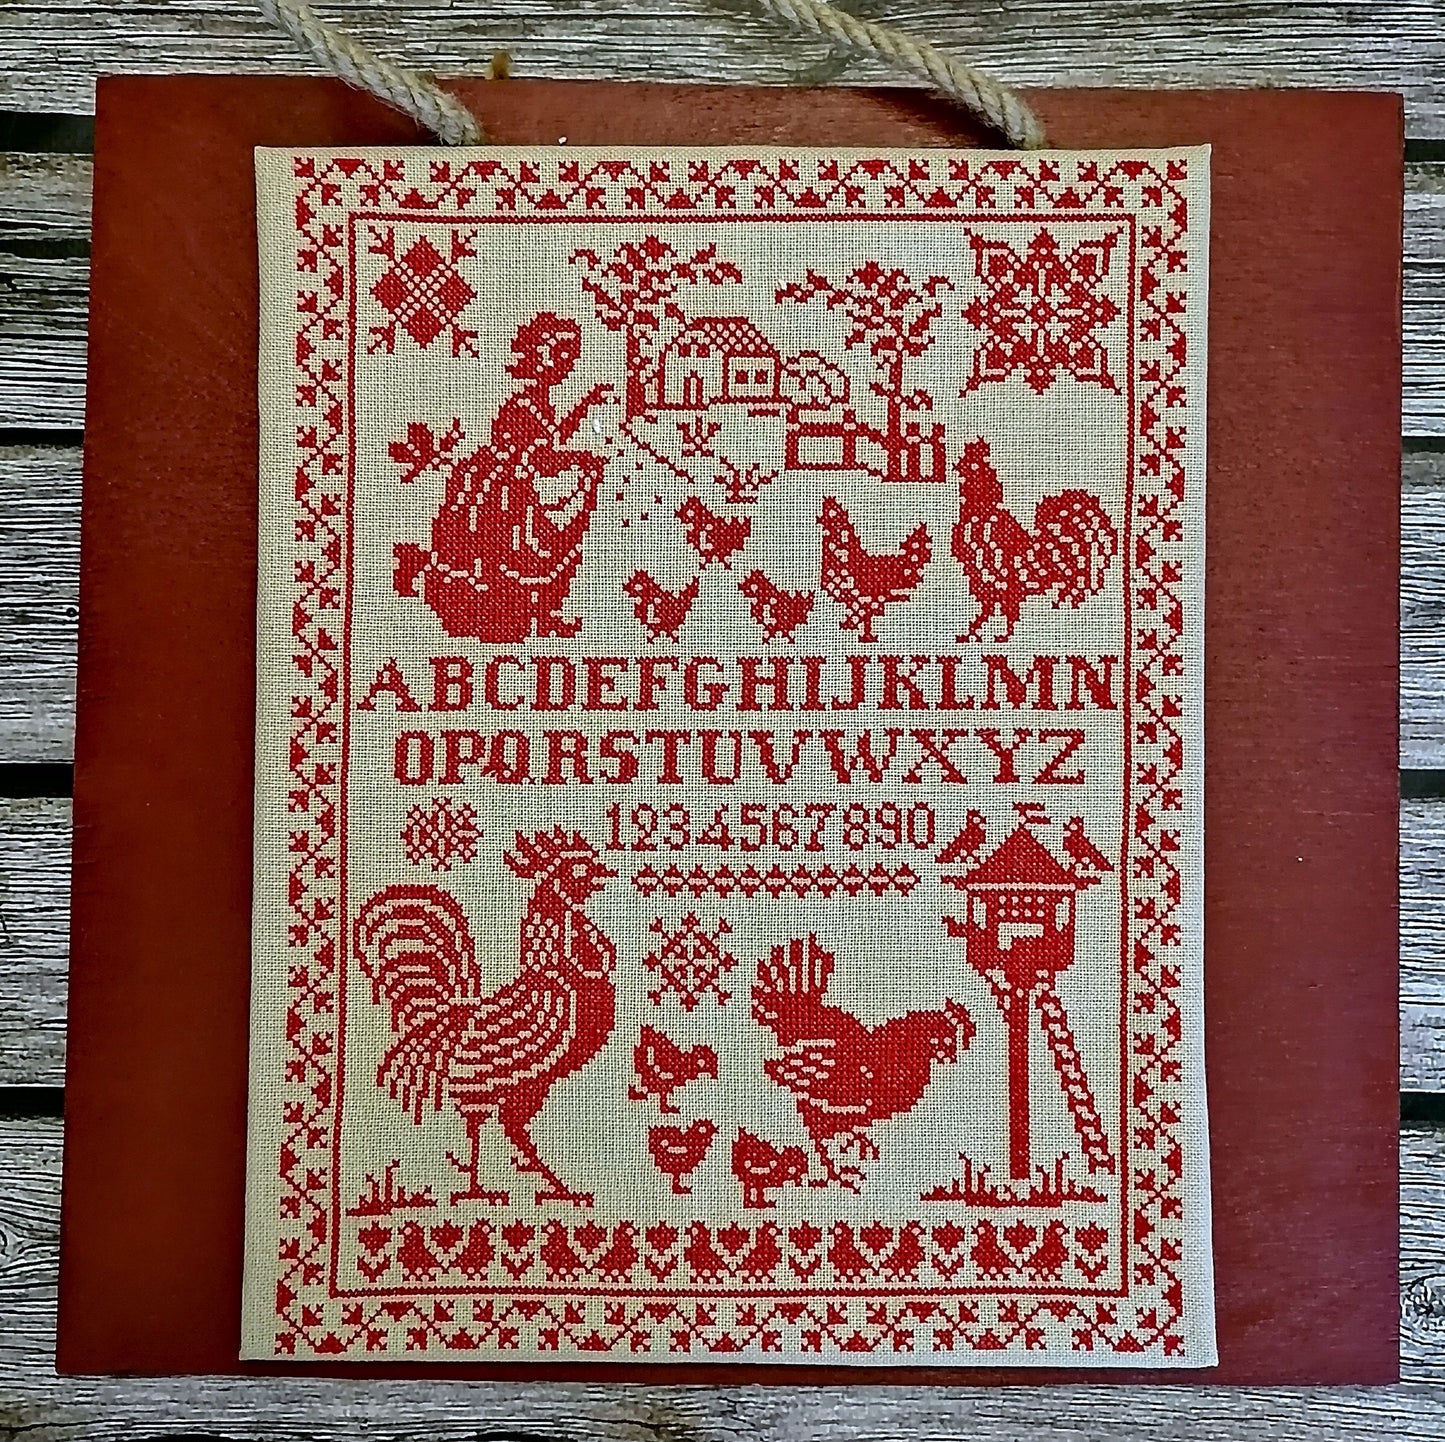 ABCDEFGHIJKLMN
OPQRSTUVWXYZ
1234567890